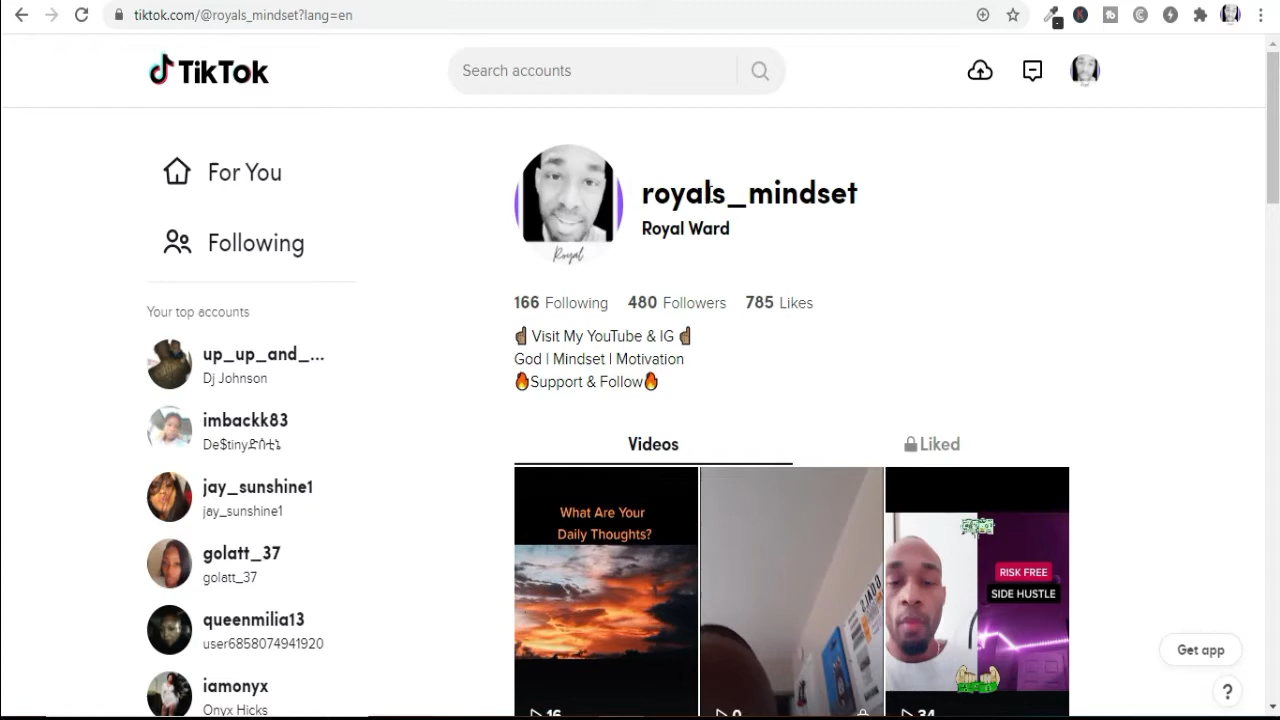 tiktok.com/@royals_mindset?lang=en
TikTok
Search accounts
For You
Following
Your top accounts
up_up_and_...
Dj Johnson
imbackk83
jay_sunshine1
jay_sunshine1
golatt_37
golatt_37
queenmilia13
user6858074941920
iamonyx
Onyx Hicks
royals_mindset
Royal Ward
Royal
166 Following 480 Followers 785 Likes
☝🏾Visit My YouTube & IG☝🏾
God | Mindset | Motivation
🔥Support & Follow🔥
Videos
Liked
What Are Your
Daily Thoughts?
16
0
RISK FREE
SIDE HUSTLE
34
Get app
?